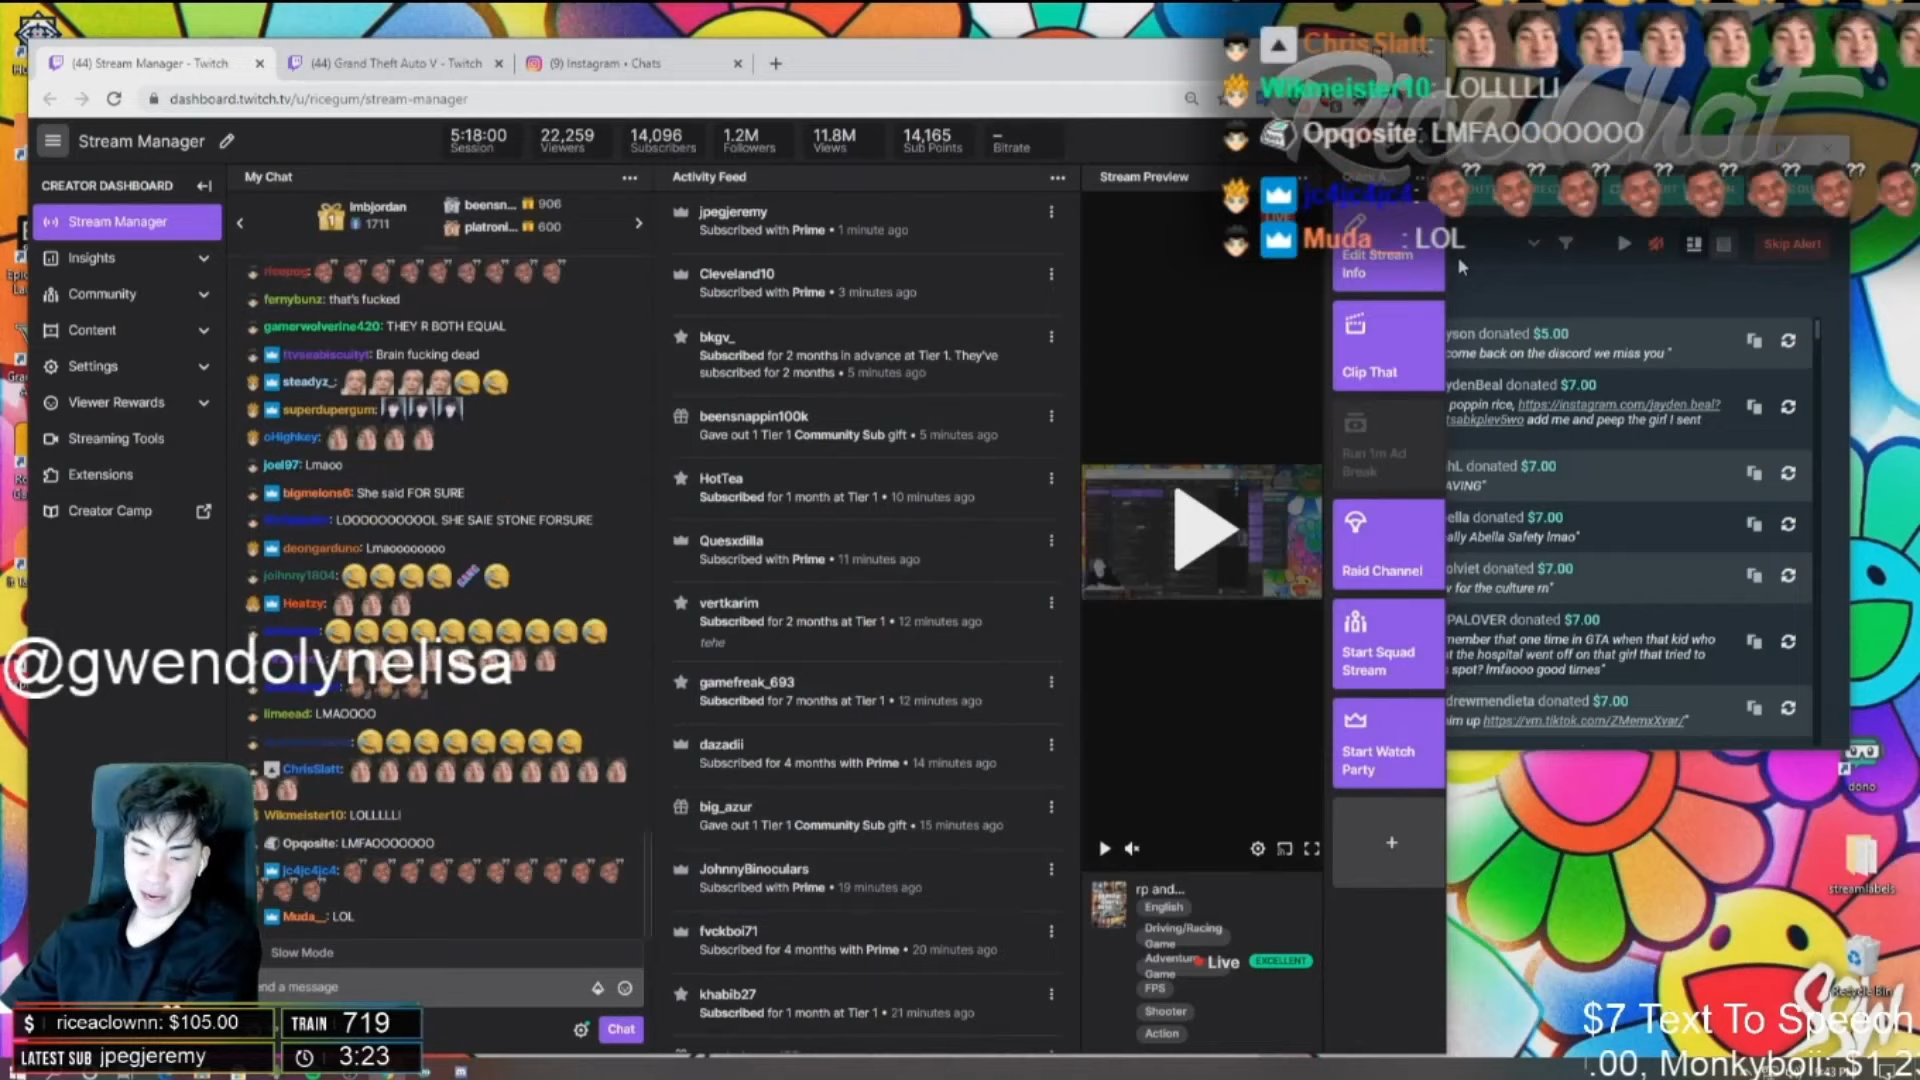 (44) Stream Manager - Twitch
(44) Grand Theft Auto V - Twitch
(9) Instagram • Chats
dashboard.twitch.tv/u/ricegum/stream-manager
Stream Manager
5:18:00
Session
22,259
Viewers
14,096
Subscribers
1.2M
Followers
11.8M
Views
14,165
Sub Points
–
Bitrate
Rice Chat
ChrisSlatt:
Wikmeister10: LOLLLLLI
Opqosite: LMFAOOOOOOO
jc4jc4jc4:
Muda__: LOL
CREATOR DASHBOARD
Stream Manager
Insights
Community
Content
Settings
Viewer Rewards
Streaming Tools
Extensions
Creator Camp
My Chat
lmbjordan
1711
beensn... 906
platroni... 600
fernybunz: that's fucked
gamerwolverine420: THEY R BOTH EQUAL
ttvseabiscuityt: Brain fucking dead
steadyz_:
superdupergum:
oHighkey:
joel97: Lmaoo
bigmelons6: She said FOR SURE
LOOOOOOOOOOL SHE SAIE STONE FORSURE
deongarduno: Lmaoooooooo
joihnny1804:
Heatzy:
limeead: LMAOOOO
ChrisSlatt:
Wikmeister10: LOLLLLLI
Opqosite: LMFAOOOOOOO
jc4jc4jc4:
Muda__: LOL
Slow Mode
nd a message
Chat
@gwendolynelisa
Activity Feed
jpegjeremy
Subscribed with Prime • 1 minute ago
Cleveland10
Subscribed with Prime • 3 minutes ago
bkgv_
Subscribed for 2 months in advance at Tier 1. They've
subscribed for 2 months • 5 minutes ago
beensnappin100k
Gave out 1 Tier 1 Community Sub gift • 5 minutes ago
HotTea
Subscribed for 1 month at Tier 1 • 10 minutes ago
Quesxdilla
Subscribed with Prime • 11 minutes ago
vertkarim
Subscribed for 2 months at Tier 1 • 12 minutes ago
tehe
gamefreak_693
Subscribed for 7 months at Tier 1 • 12 minutes ago
dazadii
Subscribed for 4 months with Prime • 14 minutes ago
big_azur
Gave out 1 Tier 1 Community Sub gift • 15 minutes ago
JohnnyBinoculars
Subscribed with Prime • 19 minutes ago
fvckboi71
Subscribed for 4 months with Prime • 20 minutes ago
khabib27
Subscribed for 1 month at Tier 1 • 21 minutes ago
Stream Preview
rp and...
English
Driving/Racing
Game
Adventure
Game
FPS
Shooter
Action
Live EXCELLENT
Edit Stream
Info
Clip That
Run 1m Ad
Break
Raid Channel
Start Squad
Stream
Start Watch
Party
Skip Alert
yson donated $5.00
come back on the discord we miss you "
ydenBeal donated $7.00
poppin rice, https://instagram.com/jayden.beal?
tsabkplev5wo add me and peep the girl I sent
hL donated $7.00
AVING"
ella donated $7.00
ally Abella Safety lmao"
olviet donated $7.00
v for the culture rn"
PALOVER donated $7.00
member that one time in GTA when that kid who
t the hospital went off on that girl that tried to
spot? lmfaooo good times"
drewmendieta donated $7.00
im up https://vm.tiktok.com/ZMemxXvar/"
dono
streamlabels
Recycle Bin
$ riceaclownn: $105.00
TRAIN 719
LATEST SUB jpegjeremy
3:23
$7 Text To Speech
.00, Monkyboii: $1,2